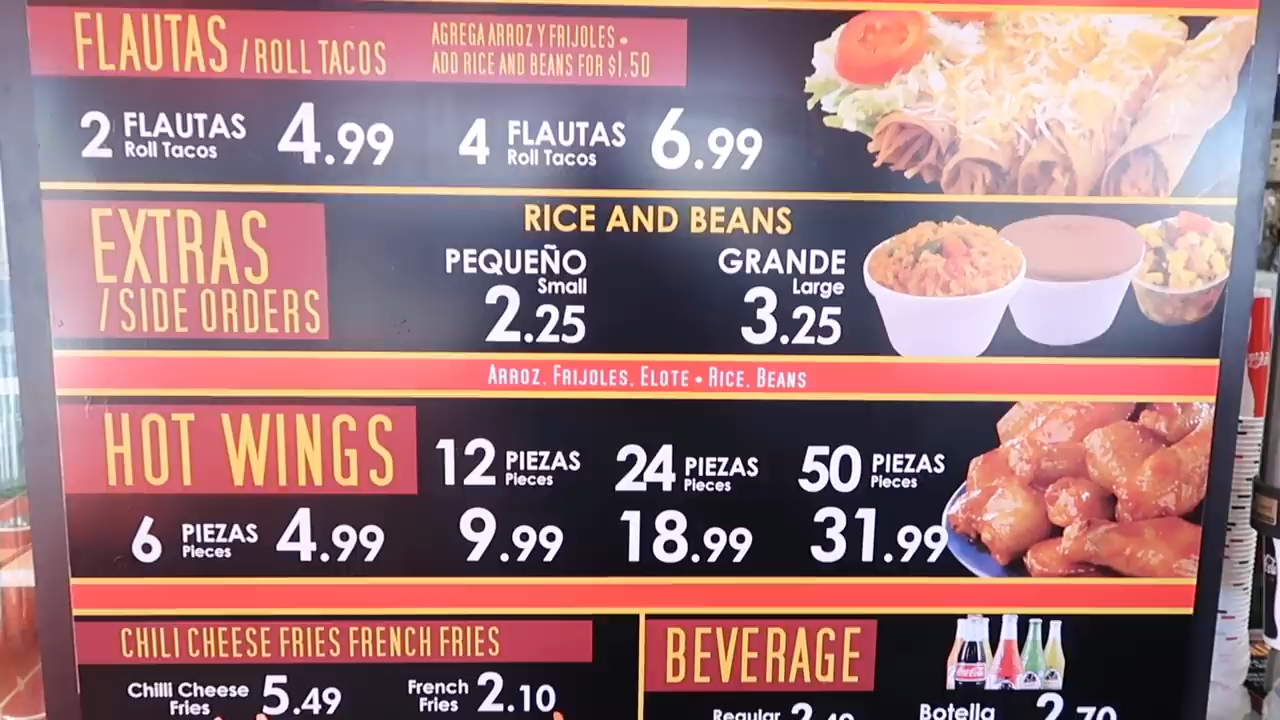 FLAUTAS / ROLL TACOS
AGREGA ARROZ Y FRIJOLES •
ADD RICE AND BEANS FOR $1.50
2 FLAUTAS Roll Tacos 4.99
4 FLAUTAS Roll Tacos 6.99
EXTRAS
/ SIDE ORDERS
RICE AND BEANS
PEQUEÑO
Small
2.25
GRANDE
Large
3.25
ARROZ, FRIJOLES, ELOTE • RICE, BEANS
HOT WINGS
6 PIEZAS Pieces 4.99
12 PIEZAS Pieces
9.99
24 PIEZAS Pieces
18.99
50 PIEZAS Pieces
31.99
CHILI CHEESE FRIES FRENCH FRIES
Chilli Cheese Fries 5.49
French Fries 2.10
BEVERAGE
Regular
Botella